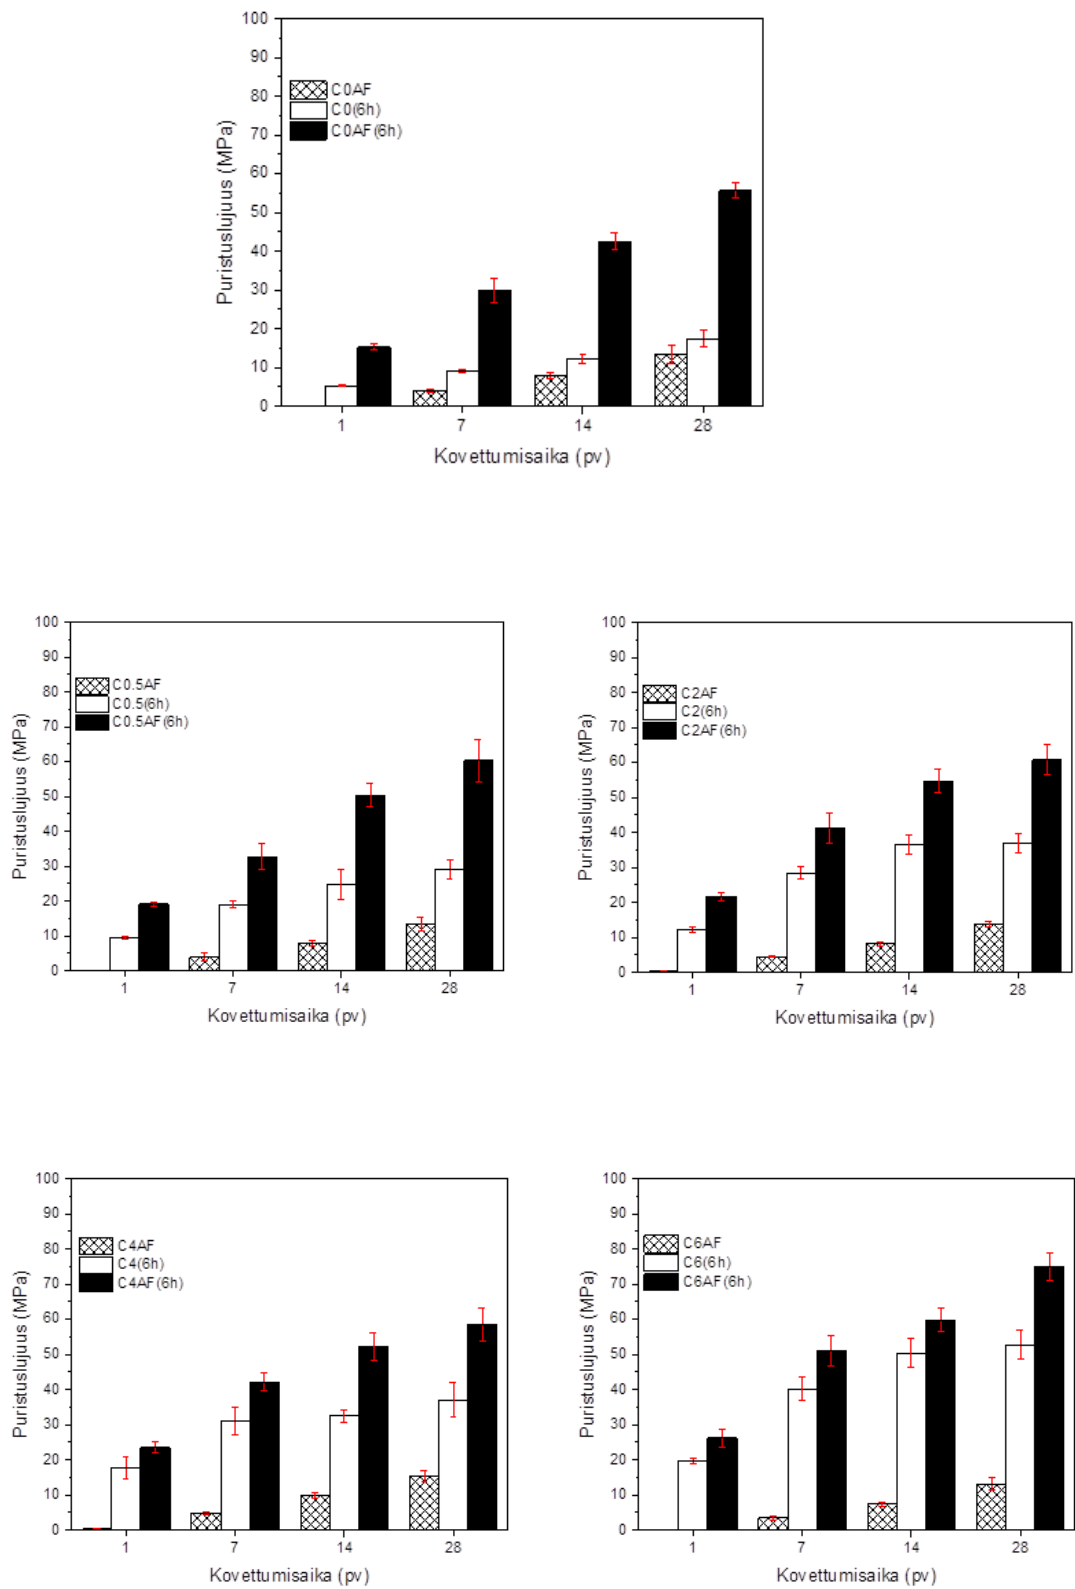 100
90
80
70
60
50
40
30
20
10
0
Puristuslujuus (MPa)
C0AF
C0(6h)
C0AF(6h)
1 7 14 28
Kovettumisaika (pv)
100
90
80
70
60
50
40
30
20
10
0
Puristuslujuus (MPa)
C0.5AF
C0.5(6h)
C0.5AF(6h)
1 7 14 28
Kovettumisaika (pv)
100
90
80
70
60
50
40
30
20
10
0
Puristuslujuus (MPa)
C2AF
C2(6h)
C2AF(6h)
1 7 14 28
Kovettumisaika (pv)
100
90
80
70
60
50
40
30
20
10
0
Puristuslujuus (MPa)
C4AF
C4(6h)
C4AF(6h)
1 7 14 28
Kovettumisaika (pv)
100
90
80
70
60
50
40
30
20
10
0
Puristuslujuus (MPa)
C6AF
C6(6h)
C6AF(6h)
1 7 14 28
Kovettumisaika (pv)